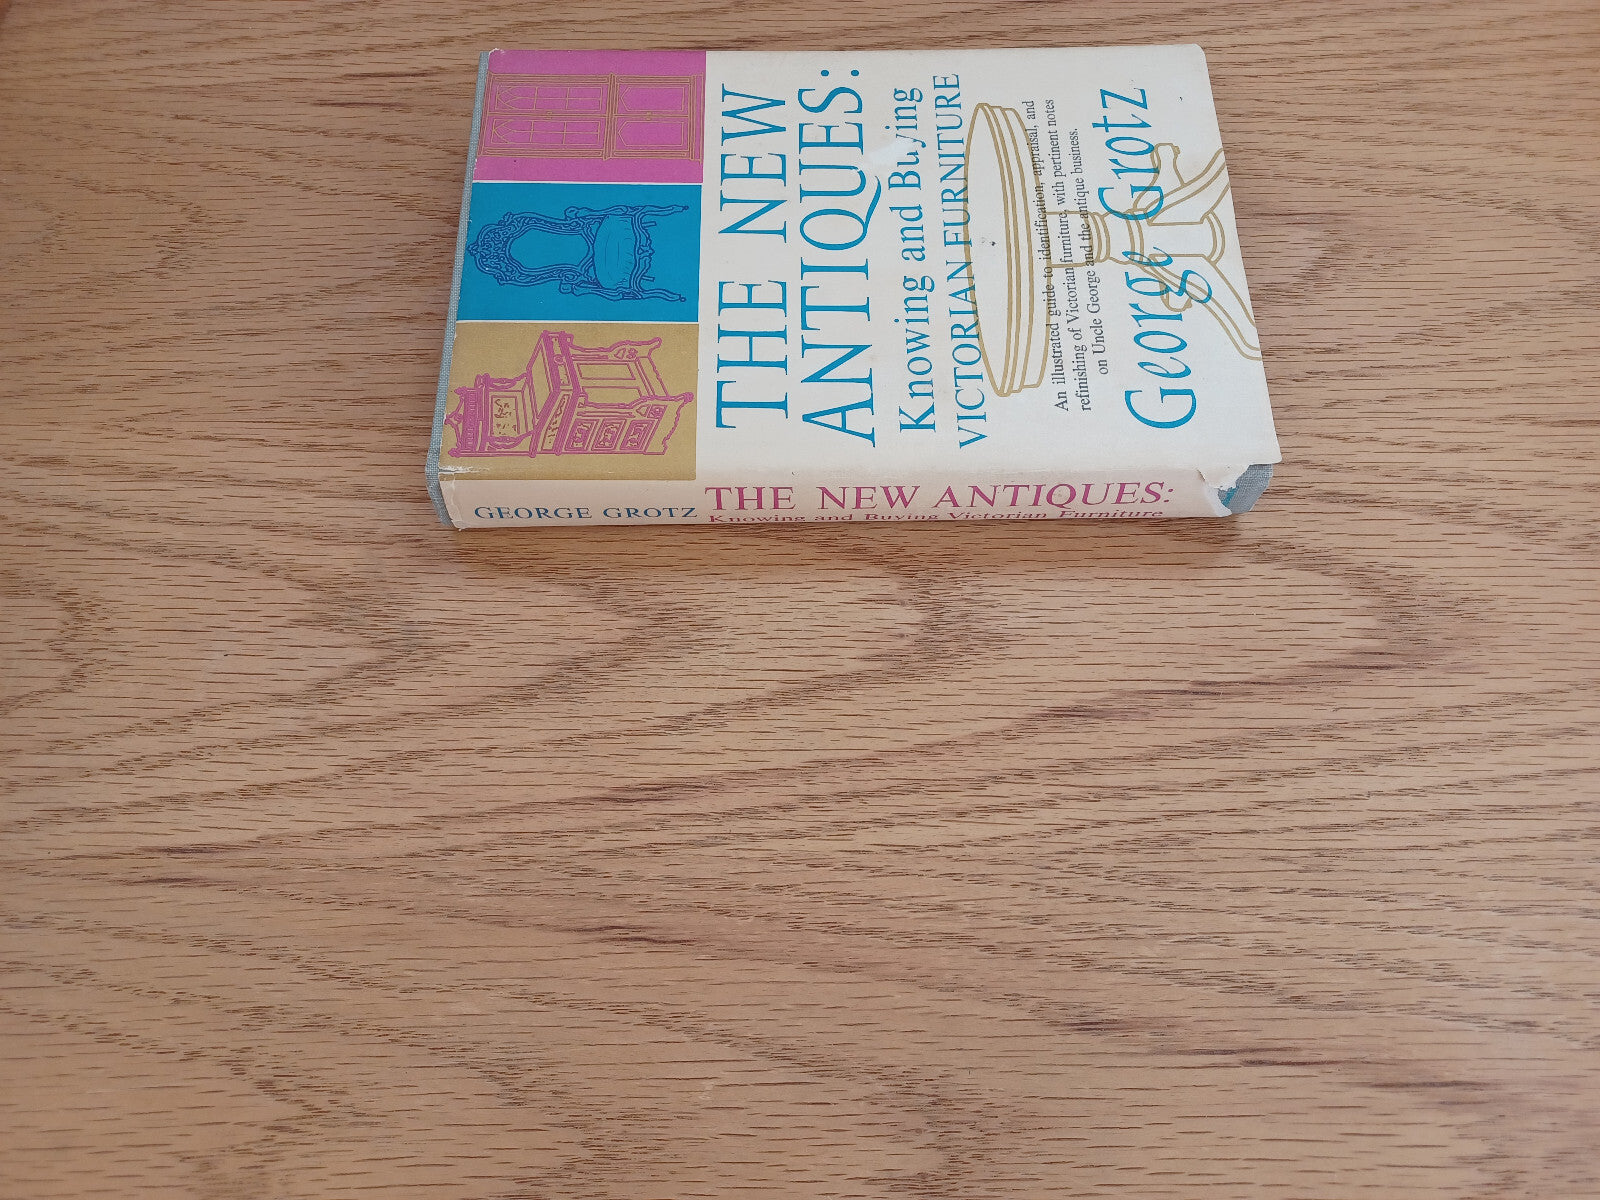 THE NEW
ANTIQUES:
Knowing and Buying
VICTORIAN FURNITURE
An illustrated guide to identification, appraisal, and
refinishing of Victorian furniture, with pertinent notes
on Uncle George and the antique business.
George Grotz
GEORGE GROTZ
THE NEW ANTIQUES:
Knowing and Buying Victorian Furniture